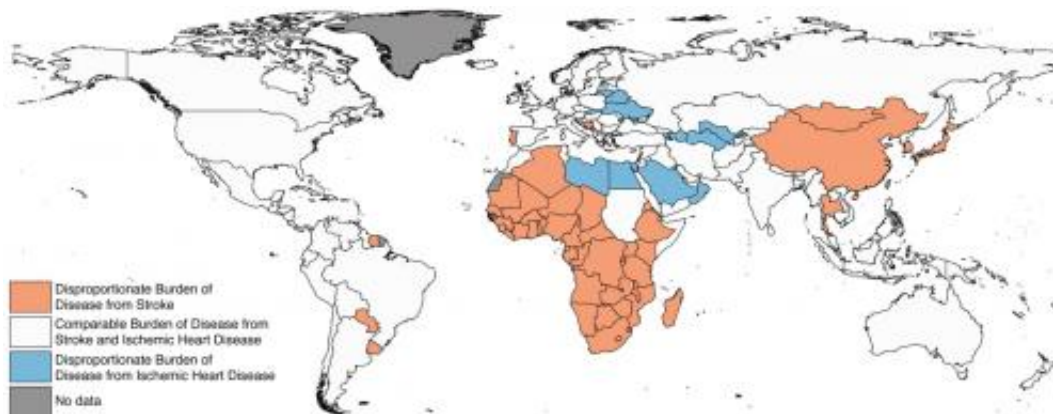 Disproportionate Burden of
Disease from Stroke
Comparable Burden of Disease from
Stroke and Ischemic Heart Disease
Disproportionate Burden of
Disease from Ischemic Heart Disease
No data